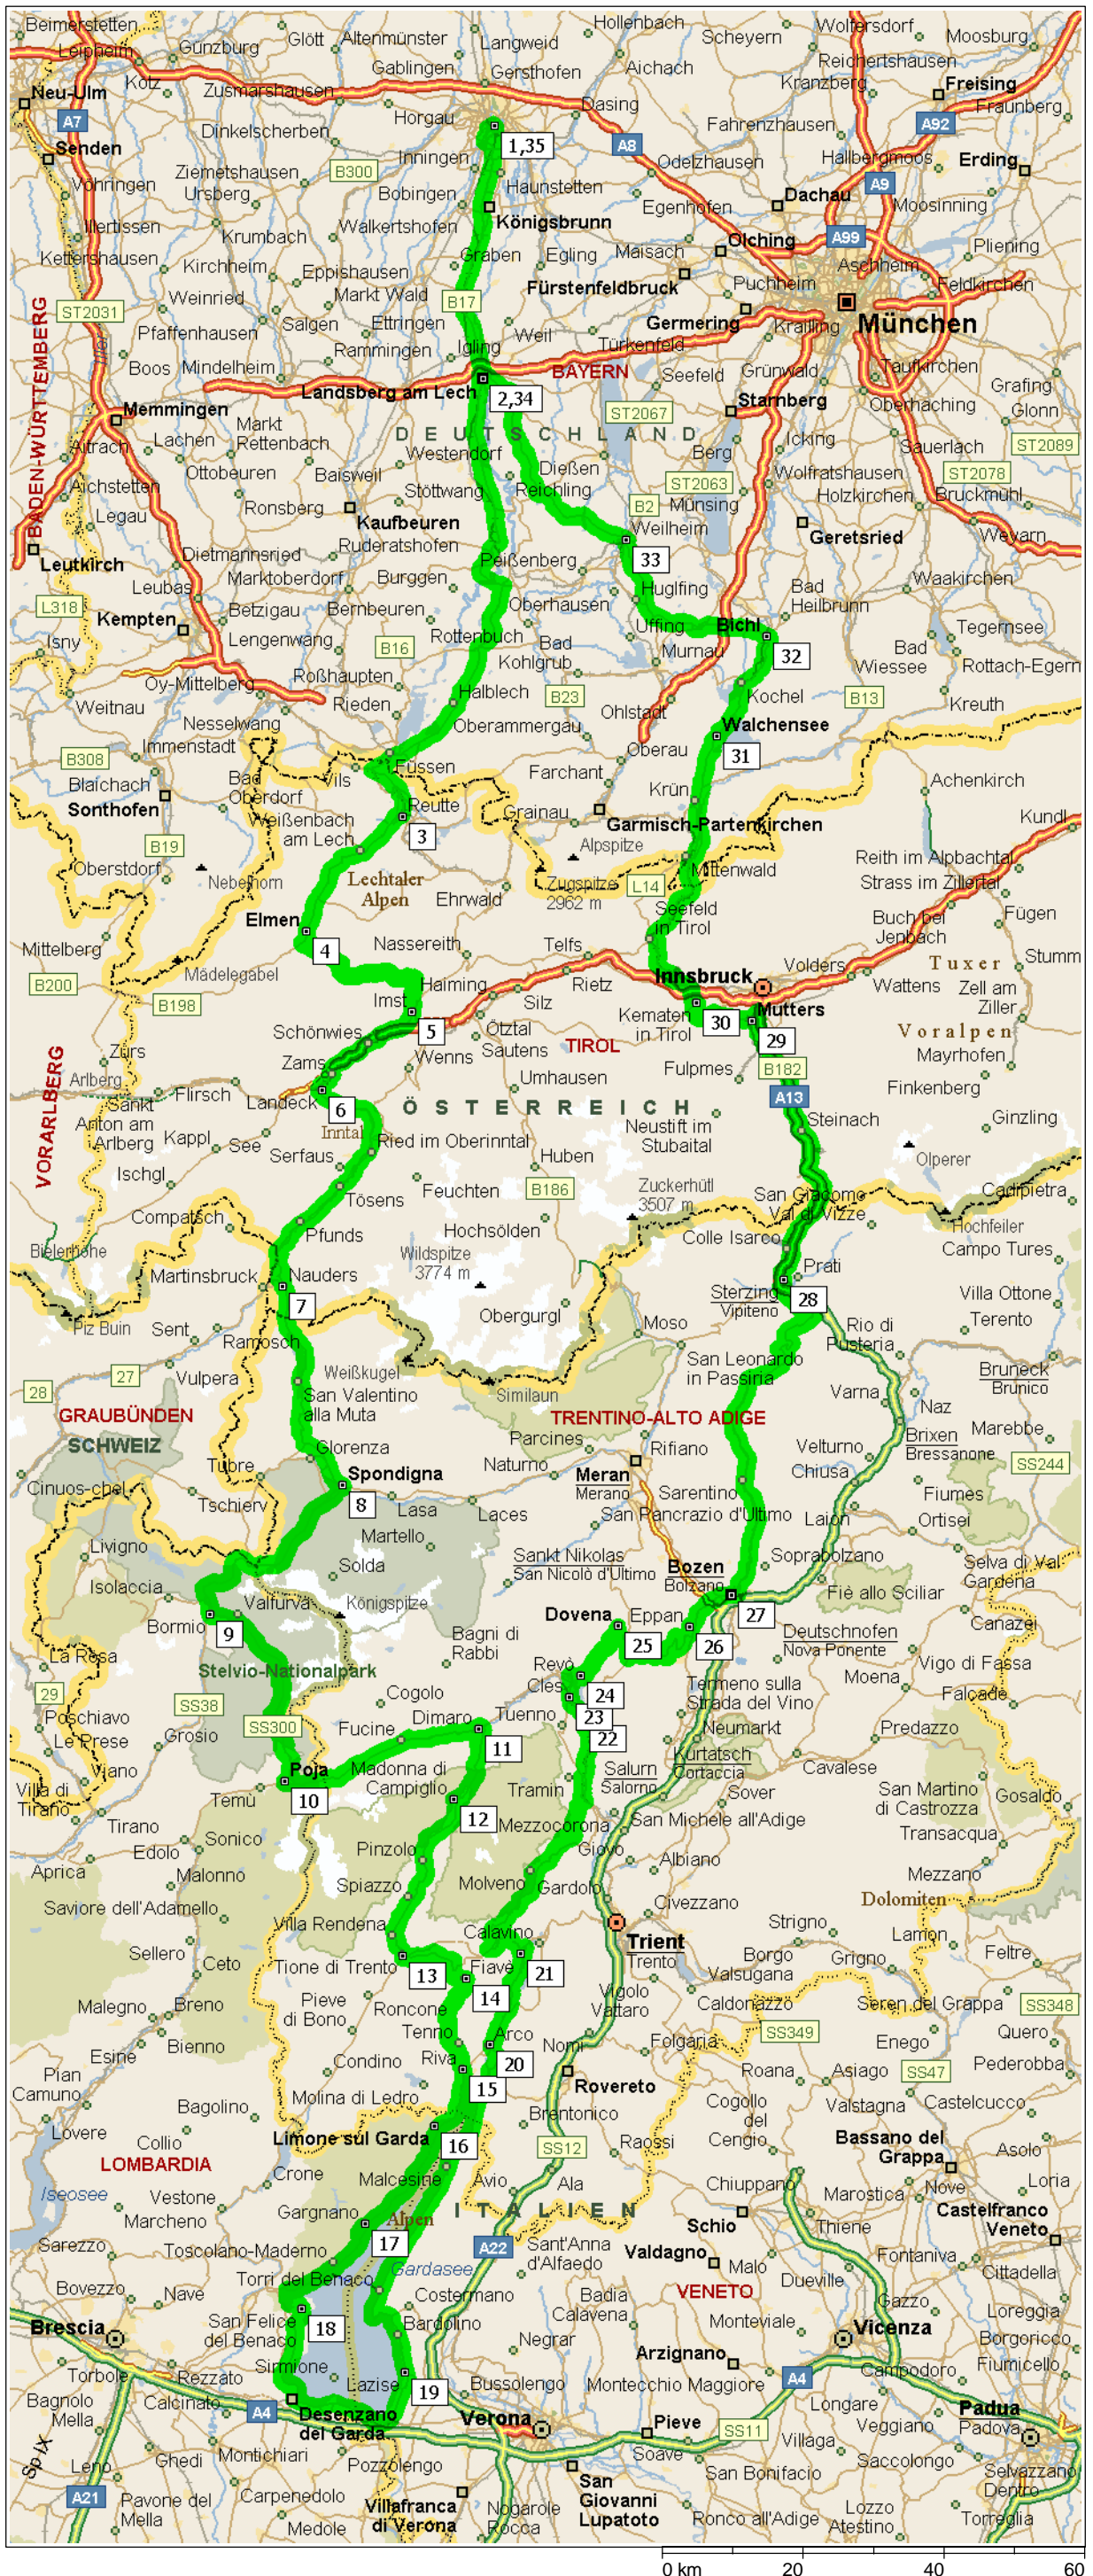 Beimerstetten
Glött
Altenmünster
Langweid
Hollenbach
Scheyern
Woltersdorf
Moosburg
Leipheim
Günzburg
Gablingen
Gersthofen
Aichach
Reichertshausen
Kötz
Zusmarshausen
Kranzberg
Freising
Neu-Ulm
Dasing
Fraunberg
A7
Horgau
A92
Dinkelscherben
1,35
A8
Fahrenzhausen
Senden
Inningen
Odelzhausen
Hallbergmoos
Erding
Ziemetshausen
B300
Vöhringen
Ursberg
Bobingen
Haunstetten
Egenhofen
Dachau
A9
Moosinning
Illertissen
Krumbach
Walkertshofen
Königsbrunn
Olching
A99
Pliening
Kettershausen
Kirchheim
Eppishausen
Graben
Egling
Maisach
Aschheim
Weinried
Markt Wald
B17
Fürstenfeldbruck
Puchheim
Feldkirchen
ST2031
Salgen
Ettringen
Germering
Krailling
München
BADEN-WÜRTTEMBERG
Iller
Pfaffenhausen
Rammingen
Weil
Igling
Türkenfeld
Boos
Mindelheim
BAYERN
Seefeld
Grünwald
Taufkirchen
Landsberg am Lech
2,34
Grafing
Memmingen
Starnberg
Oberhaching
Glonn
Aitrach
Lachen
Markt
Rettenbach
DEUTSCHLAND
ST2067
Icking
Sauerlach
ST2089
Ottobeuren
Baisweil
Westendorf
Dießen
Berg
Wolfratshausen
ST2078
Aichstetten
Stöttwang
Reichling
ST2063
Holzkirchen
Bruckmühl
Legau
Ronsberg
Kaufbeuren
B2
Münsing
Weilheim
Geretsried
Weyarn
Leutkirch
Dietmannsried
Ruderatshofen
Peißenberg
33
Leubas
Marktoberdorf
Burggen
Huglfing
Bad
Heilbrunn
Waakirchen
L318
Kempten
Betzigau
Bernbeuren
Oberhausen
Uffing
Bichl
Tegernsee
Isny
Lengenwang
B16
Rottenbuch
Bad
Kohlgrub
Murnau
32
Bad
Wiessee
Rottach-Egern
Oy-Mittelberg
Roßhaupten
Halblech
B23
Ohlstadt
Kochel
B13
Kreuth
Weitnau
Nesselwang
Rieden
Oberammergau
Walchensee
Immenstadt
B308
Oberau
31
Blaichach
Bad
Oberdorf
Vils
Füssen
Farchant
Achenkirch
Sonthofen
Reutte
Krün
Weißenbach
am Lech
3
Grainau
Garmisch-Partenkirchen
Kundl
B19
Alpspitze
Reith im Alpbachtal
Oberstdorf
Nebelhorn
Lechtaler
Alpen
Ehrwald
Zugspitze
2962 m
L14
Mittenwald
Strass im Zillertal
Elmen
Seefeld
in Tirol
Buch bei
Jenbach
Fügen
Mittelberg
4
Nassereith
Telfs
Mädelegabel
Innsbruck
Volders
Tuxer
Stumm
B200
Haiming
Rietz
Wattens
Zell am
Ziller
B198
Imst
Silz
Kematen
in Tirol
30
Mutters
Voralpen
Schönwies
5
Ötztal
29
Zürs
Zams
Wenns
Sautens
TIROL
B182
Mayrhofen
VORARLBERG
Arlberg
Flirsch
Umhausen
Fulpmes
Finkenberg
Landeck
A13
Sankt
Anton am
Arlberg
6
ÖSTERREICH
Steinach
Ginzling
Kappl
See
Inntal
Ried im Oberinntal
Neustift im
Stubaital
Ischgl
Serfaus
Huben
Olperer
Feuchten
B186
Zuckerhütl
3507 m
San Giacomo
Val di Vizze
Cadipietra
Tösens
Compatsch
Pfunds
Hochsölden
Hochfeiler
Bielerhöhe
Wildspitze
3774 m
Colle Isarco
Campo Tures
Martinsbruck
Nauders
Prati
Villa Ottone
7
Obergurgl
Sterzing
Vipiteno
28
Terento
Piz Buin
Sent
Ramosch
Moso
Rio di
Pusteria
27
Vulpera
Weißkugel
San Leonardo
in Passiria
Bruneck
Brunico
28
San Valentino
alla Muta
Similaun
Varna
Naz
GRAUBÜNDEN
TRENTINO-ALTO ADIGE
Marebbe
SCHWEIZ
Glorenza
Parcines
Rifiano
Velturno
Brixen
Bressanone
Tubre
Spondigna
Naturno
Meran
Merano
Chiusa
SS244
Cinuos-chel
Tschierv
8
Lasa
Laces
Sarentino
Fiumes
Martello
San Pancrazio d'Ultimo
Laion
Ortisei
Livigno
Solda
Sankt Nikolas
San Nicolò d'Ultimo
Bozen
Bolzano
Soprabolzano
Selva di Val
Gardena
Isolaccia
Fiè allo Sciliar
Valfurva
Königspitze
Dovena
Eppan
27
Canazei
Bormio
9
Bagni di
Rabbi
25
26
Deutschnofen
Nova Ponente
La Rösa
Stelvio-Nationalpark
Revò
Vigo di Fassa
29
Cles
24
Termeno sulla
Strada del Vino
Moena
SS38
Cogolo
Falcade
Poschiavo
SS300
Dimaro
Tuenno
23
Le Prese
Grosio
Fucine
22
Neumarkt
Predazzo
Viano
11
Kurtatsch
Cortaccia
Poja
Madonna di
Campiglio
Salurn
Salorno
Cavalese
Villa di
Tirano
Temù
10
Tramin
Sover
San Martino
di Castrozza
Gosaldo
Tirano
12
Mezzocorona
San Michele all'Adige
Transacqua
Edolo
Sonico
Pinzolo
Giovo
Aprica
Malonno
Albiano
Mezzano
Spiazzo
Molveno
Gardolo
Saviore dell'Adamello
Civezzano
Dolomiten
Villa Rendena
Calavino
Strigno
Lamon
Trient
Trento
Sellero
Ceto
Tione di Trento
13
Fiavè
21
Borgo
Valsugana
Grigno
Feltre
14
Vigolo
Vattaro
Malegno
Breno
Pieve
di Bono
Roncone
Caldonazzo
Seren del Grappa
SS348
Tenno
Arco
SS349
Esine
Bienno
Nomi
Folgaria
Enego
Quero
Condino
Riva
20
Pian
Camuno
15
Rovereto
Roana
Asiago
SS47
Pederobba
Molina di Ledro
Bagolino
Brentonico
Cogollo
del
Cengio
Valstagna
Castelcucco
Lovere
Collio
Limone sul Garda
16
SS12
Raossi
Bassano del
Grappa
Asolo
LOMBARDIA
Crone
Malcesine
Avio
Ala
Chiuppano
Loria
Iseosee
Vestone
Marostica
Nove
Marcheno
Gargnano
Alpen
ITALIEN
Schio
Thiene
Castelfranco
Veneto
Sarezzo
Toscolano-Maderno
17
A22
Sant'Anna
d'Alfaedo
Valdagno
Malo
Fontaniva
Gardasee
Cittadella
Bovezzo
Nave
Torri del Benaco
Costermano
Badia
Calavena
VENETO
Dueville
Gazzo
Loreggia
Brescia
San Felice
del Benaco
18
Bardolino
Monteviale
Vicenza
Negrar
Borgoricco
Torbole
Rezzato
Sirmione
Lazise
Arzignano
Campodoro
Fiumicello
Bagnolo
Mella
Calcinato
19
Bussolengo
Montecchio Maggiore
A4
A4
Desenzano
del Garda
Longare
Padua
Padova
Verona
Pieve
SS11
Veggiano
Spix
Ghedi
Montichiari
Villaga
Leno
Pozzolengo
Soave
Saccolongo
San Bonifacio
Selvazzano
Dentro
A21
Pavone del
Mella
Carpenedolo
San
Giovanni
Lupatoto
Villafranca
di Verona
Nogarole
Rocca
Lozzo
Atestino
Torreglia
Medole
Ronco all'Adige
0 km
20
40
60